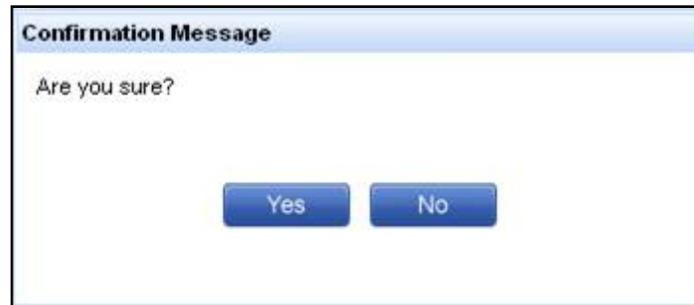 Confirmation Message
Are you sure?
Yes No